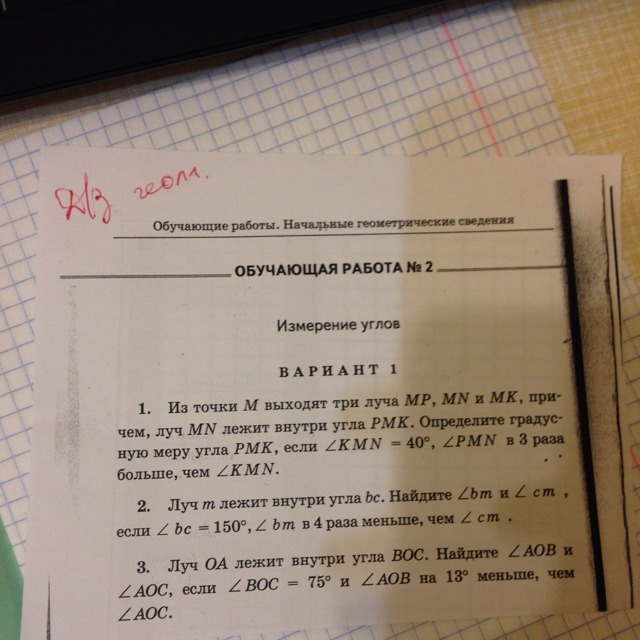 Д/З геом.
Обучающие работы. Начальные геометрические сведения
ОБУЧАЮЩАЯ РАБОТА № 2
Измерение углов
ВАРИАНТ 1
1. Из точки M выходят три луча MP, MN и MK, при-
чем, луч MN лежит внутри угла PMK. Определите градус-
ную меру угла PMK, если ∠KMN = 40°, ∠PMN в 3 раза
больше, чем ∠KMN.
2. Луч m лежит внутри угла bc. Найдите ∠bm и ∠ cm ,
если ∠ bc = 150°, ∠ bm в 4 раза меньше, чем ∠ cm .
3. Луч OA лежит внутри угла BOC. Найдите ∠AOB и
∠AOC, если ∠BOC = 75° и ∠AOB на 13° меньше, чем
∠AOC.